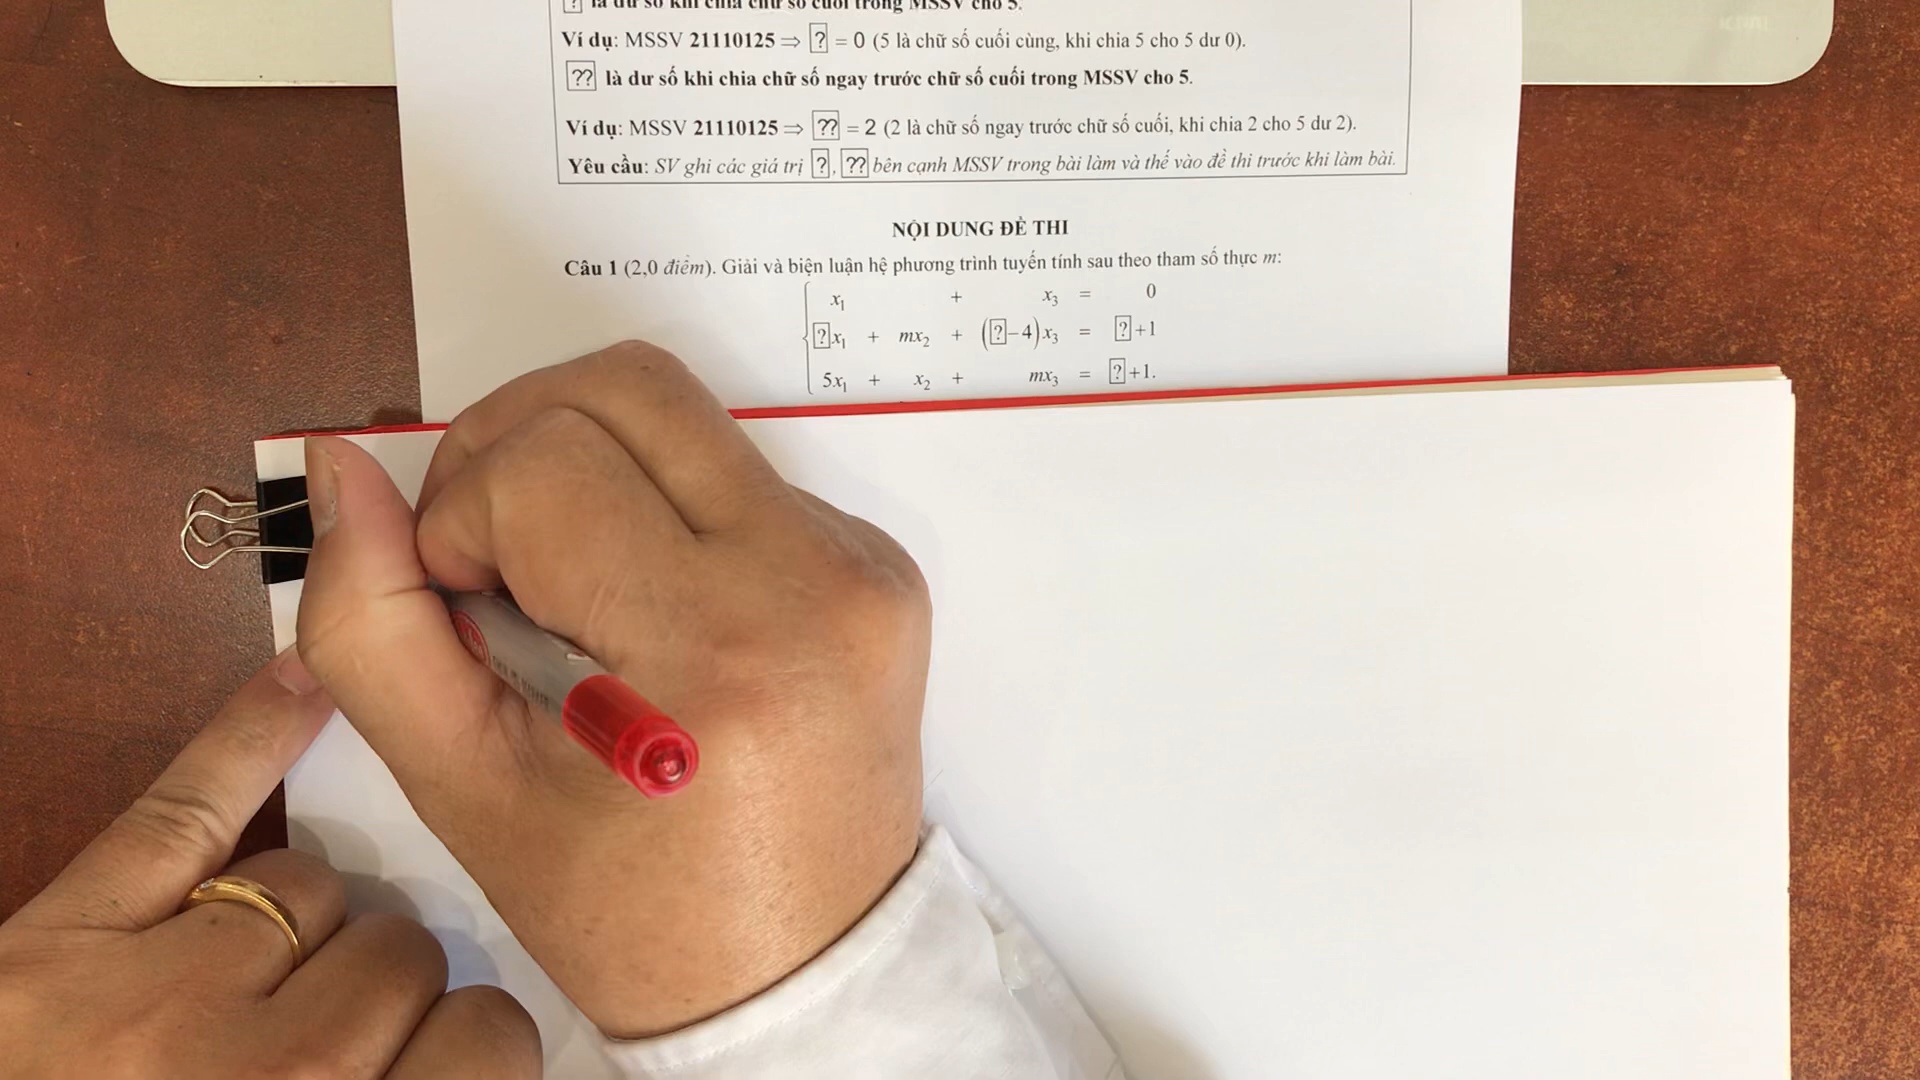 ? là dư số khi chia chữ số cuối trong MSSV cho 5.
Ví dụ: MSSV 21110125 ⇒ ? = 0 (5 là chữ số cuối cùng, khi chia 5 cho 5 dư 0).
?? là dư số khi chia chữ số ngay trước chữ số cuối trong MSSV cho 5.
Ví dụ: MSSV 21110125 ⇒ ?? = 2 (2 là chữ số ngay trước chữ số cuối, khi chia 2 cho 5 dư 2).
Yêu cầu: SV ghi các giá trị ?, ?? bên cạnh MSSV trong bài làm và thế vào đề thi trước khi làm bài.
NỘI DUNG ĐỀ THI
Câu 1 (2,0 điểm). Giải và biện luận hệ phương trình tuyến tính sau theo tham số thực m:
x₁ + x₃ = 0
?x₁ + mx₂ + (?−4)x₃ = ?+1
5x₁ + x₂ + mx₃ = ?+1.